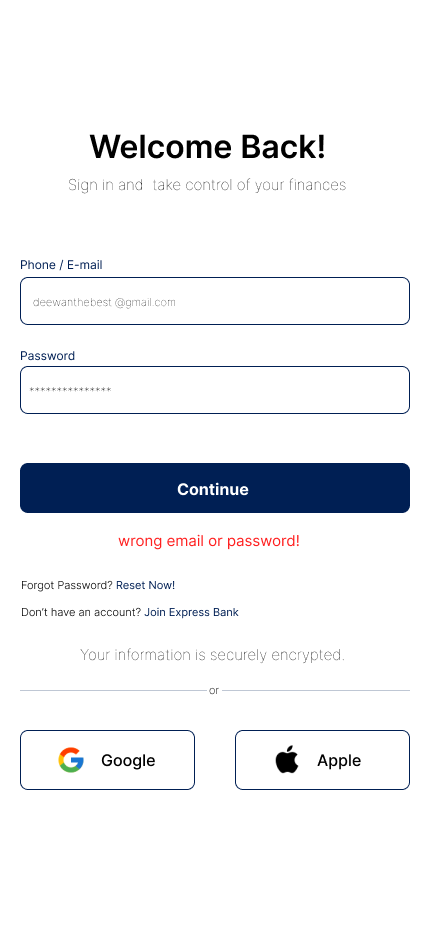 Welcome Back!
Sign in and  take control of your finances
Phone / E-mail
deewanthebest @gmail.com
Password
***************
Continue
wrong email or password!
Forgot Password? Reset Now!
Don't have an account? Join Express Bank
Your information is securely encrypted.
or
Google
Apple